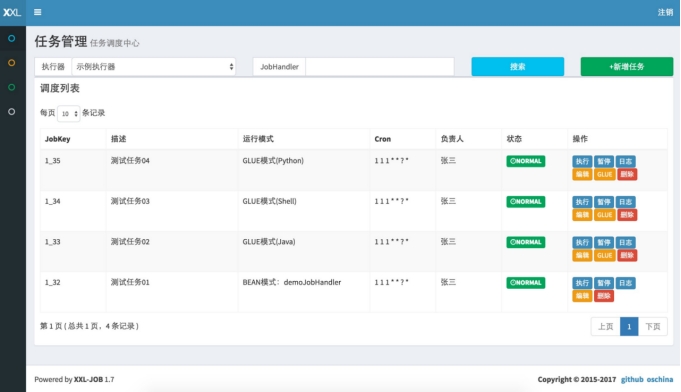 XXL 注销
任务管理 任务调度中心
执行器 示例执行器 JobHandler 搜索 +新增任务
调度列表
每页 10 条记录
JobKey 描述 运行模式 Cron 负责人 状态 操作
1_35 测试任务04 GLUE模式(Python) 1 1 1 * * ? * 张三 NORMAL 执行 暂停 日志
编辑 GLUE 删除
1_34 测试任务03 GLUE模式(Shell) 1 1 1 * * ? * 张三 NORMAL 执行 暂停 日志
编辑 GLUE 删除
1_33 测试任务02 GLUE模式(Java) 1 1 1 * * ? * 张三 NORMAL 执行 暂停 日志
编辑 GLUE 删除
1_32 测试任务01 BEAN模式：demoJobHandler 1 1 1 * * ? * 张三 NORMAL 执行 暂停 日志
编辑 删除
第 1 页 ( 总共 1 页，4 条记录 ) 上页 1 下页
Powered by XXL-JOB 1.7 Copyright © 2015-2017 github oschina